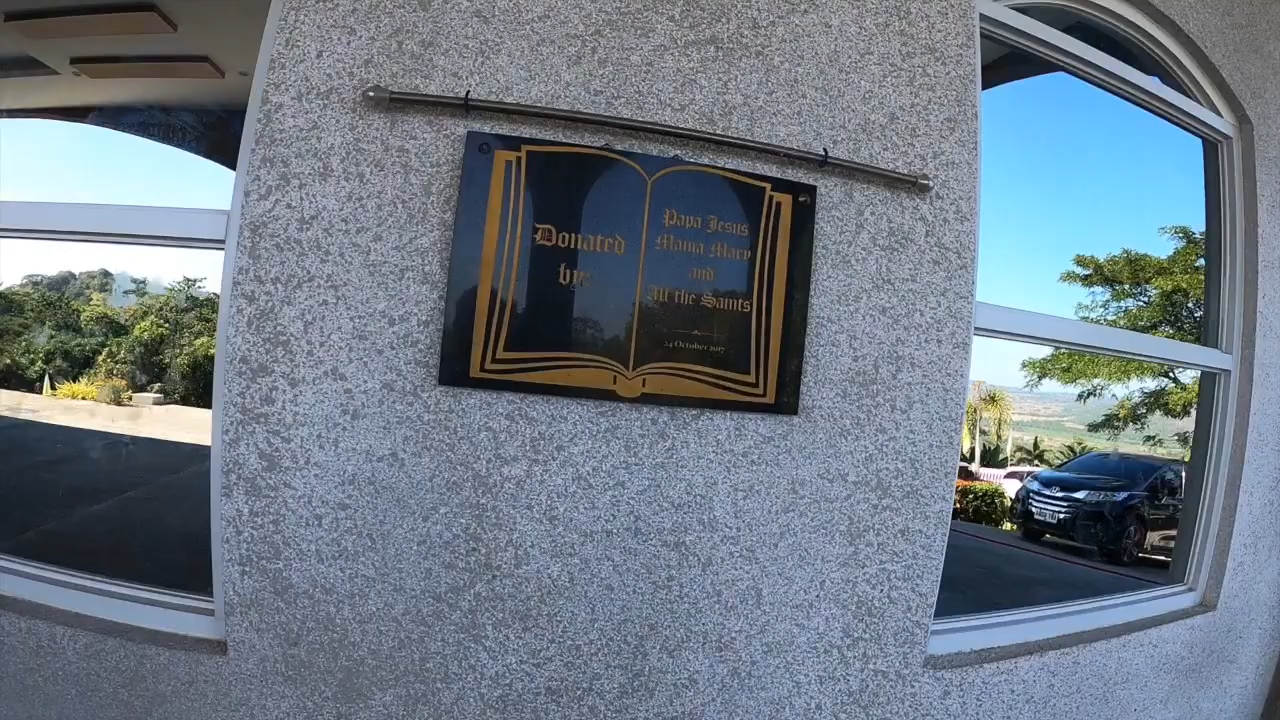 Donated
by:
Papa Jesus
Mama Mary
and
All the Saints
24 October 2017